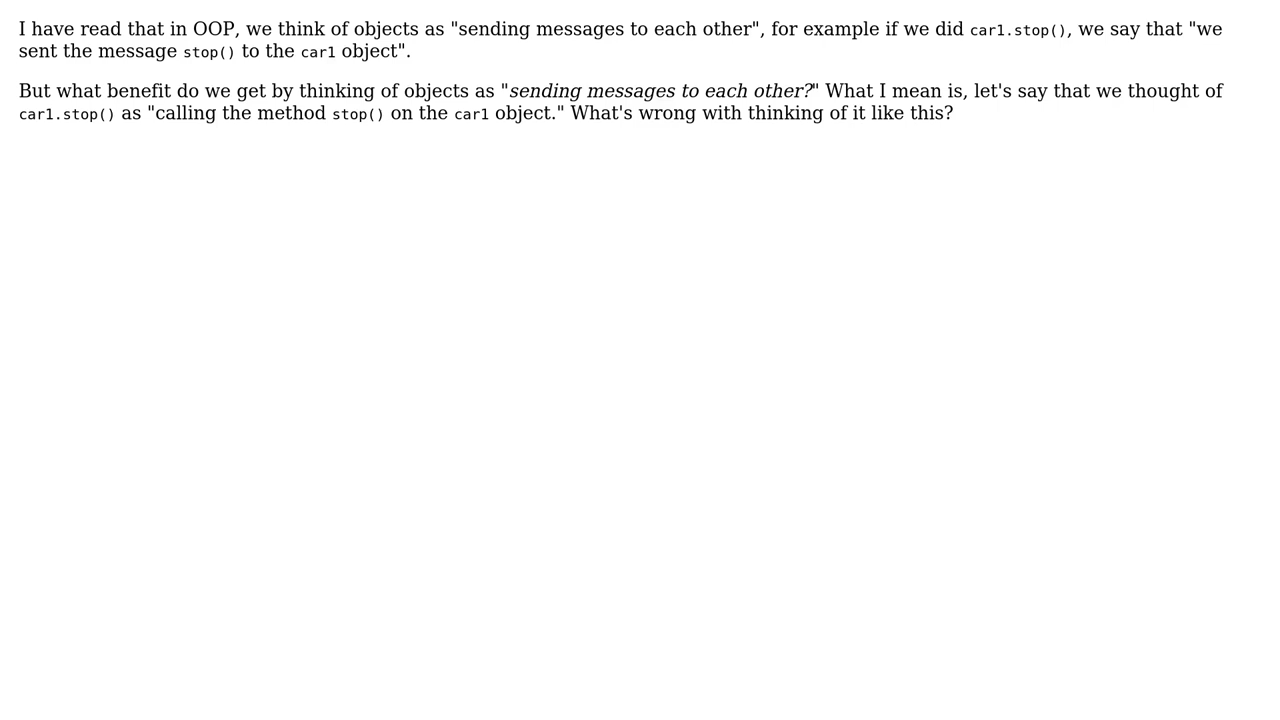 I have read that in OOP, we think of objects as "sending messages to each other", for example if we did car1.stop(), we say that "we
sent the message stop() to the car1 object".
But what benefit do we get by thinking of objects as "sending messages to each other?" What I mean is, let's say that we thought of
car1.stop() as "calling the method stop() on the car1 object." What's wrong with thinking of it like this?